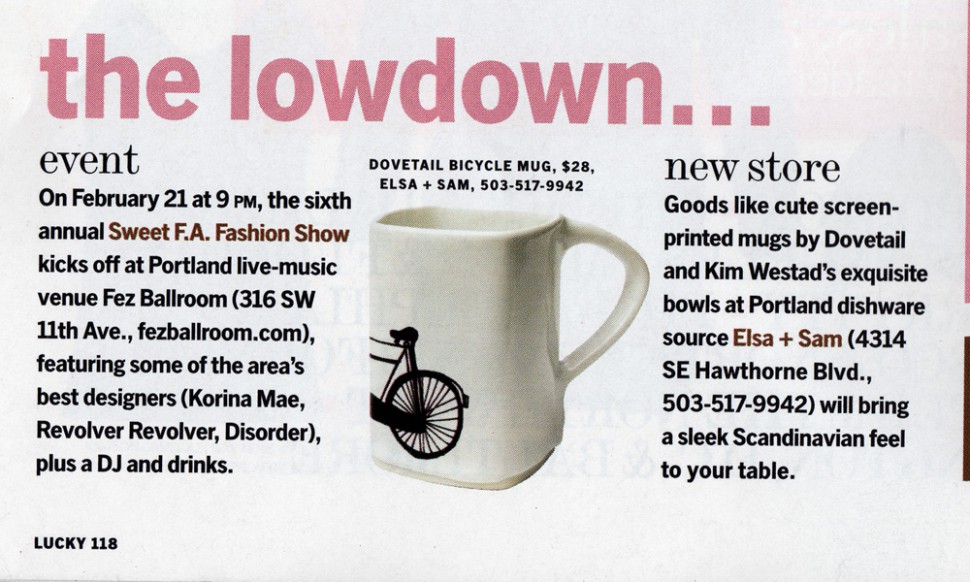 the lowdown...
event
On February 21 at 9 PM, the sixth
annual Sweet F.A. Fashion Show
kicks off at Portland live-music
venue Fez Ballroom (316 SW
11th Ave., fezballroom.com),
featuring some of the area's
best designers (Korina Mae,
Revolver Revolver, Disorder),
plus a DJ and drinks.
DOVETAIL BICYCLE MUG, $28,
ELSA + SAM, 503-517-9942
new store
Goods like cute screen-
printed mugs by Dovetail
and Kim Westad's exquisite
bowls at Portland dishware
source Elsa + Sam (4314
SE Hawthorne Blvd.,
503-517-9942) will bring
a sleek Scandinavian feel
to your table.
LUCKY 118